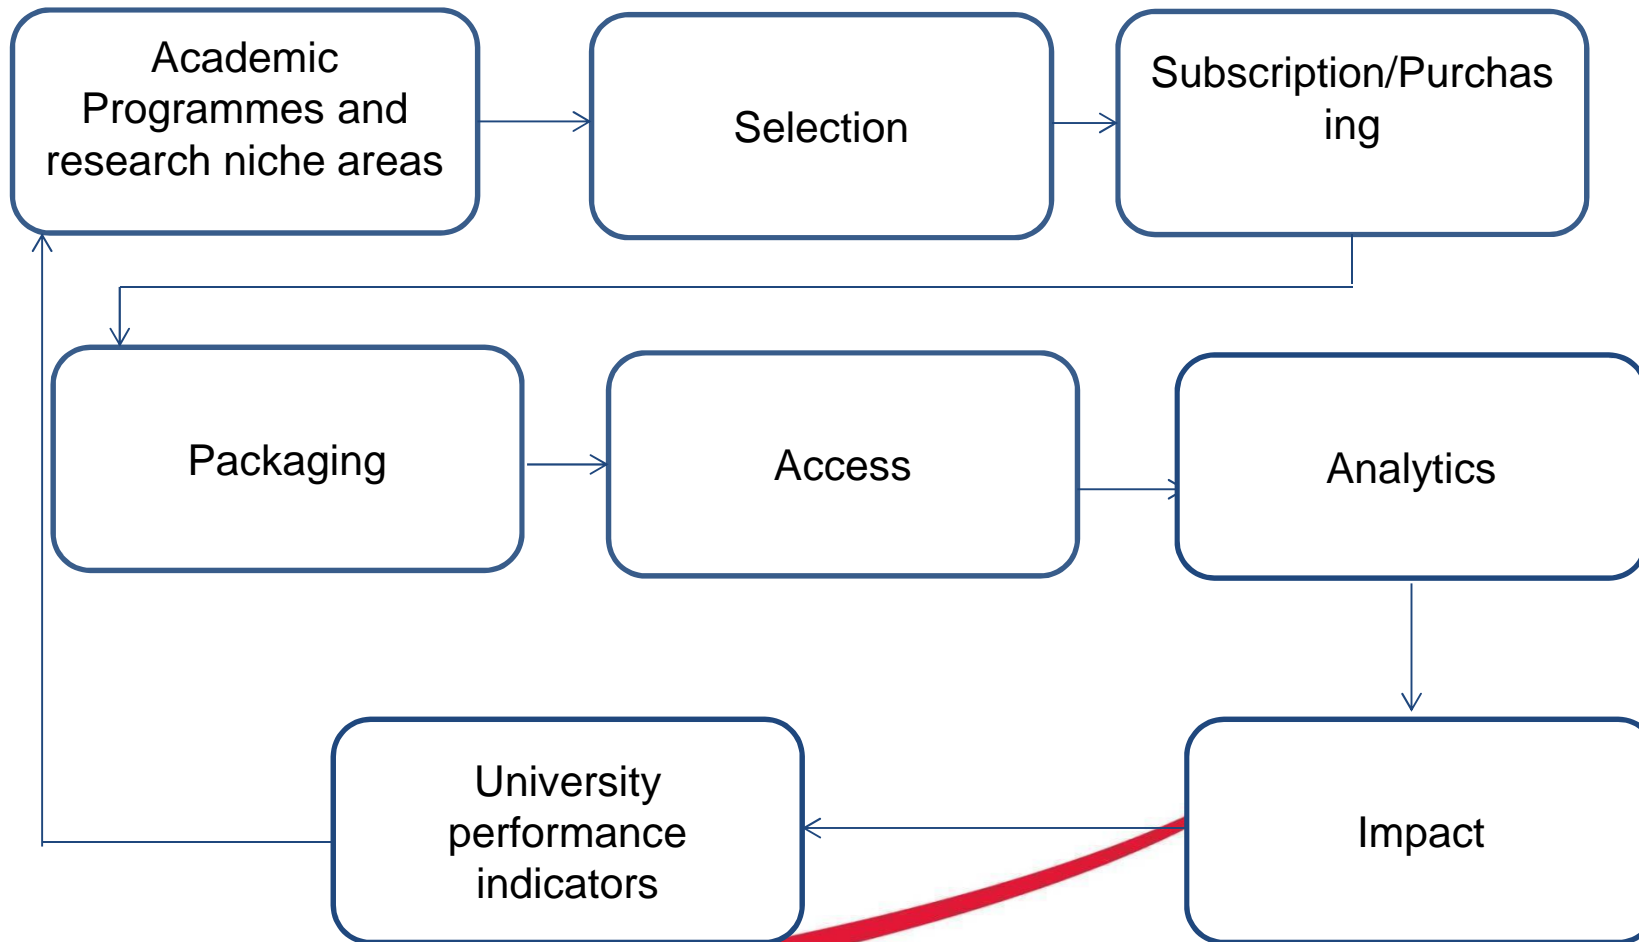 Academic
Programmes and
research niche areas
Selection
Subscription/Purchas
ing
Packaging
Access
Analytics
University
performance
indicators
Impact